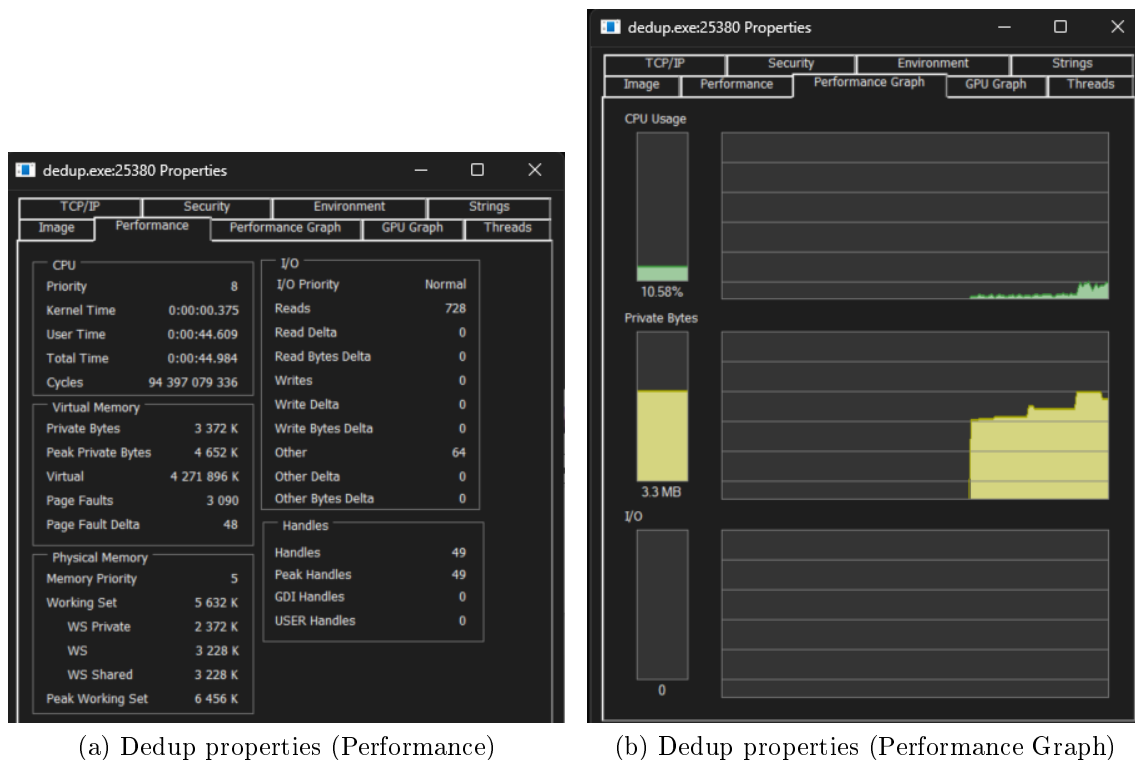 dedup.exe:25380 Properties
TCP/IP Security Environment Strings
Image Performance Performance Graph GPU Graph Threads
CPU
Priority 8
Kernel Time 0:00:00.375
User Time 0:00:44.609
Total Time 0:00:44.984
Cycles 94 397 079 336
Virtual Memory
Private Bytes 3 372 K
Peak Private Bytes 4 652 K
Virtual 4 271 896 K
Page Faults 3 090
Page Fault Delta 48
Physical Memory
Memory Priority 5
Working Set 5 632 K
WS Private 2 372 K
WS 3 228 K
WS Shared 3 228 K
Peak Working Set 6 456 K
I/O
I/O Priority Normal
Reads 728
Read Delta 0
Read Bytes Delta 0
Writes 0
Write Delta 0
Write Bytes Delta 0
Other 64
Other Delta 0
Other Bytes Delta 0
Handles
Handles 49
Peak Handles 49
GDI Handles 0
USER Handles 0
(a) Dedup properties (Performance)
dedup.exe:25380 Properties
TCP/IP Security Environment Strings
Image Performance Performance Graph GPU Graph Threads
CPU Usage
10.58%
Private Bytes
3.3 MB
I/O
0
(b) Dedup properties (Performance Graph)